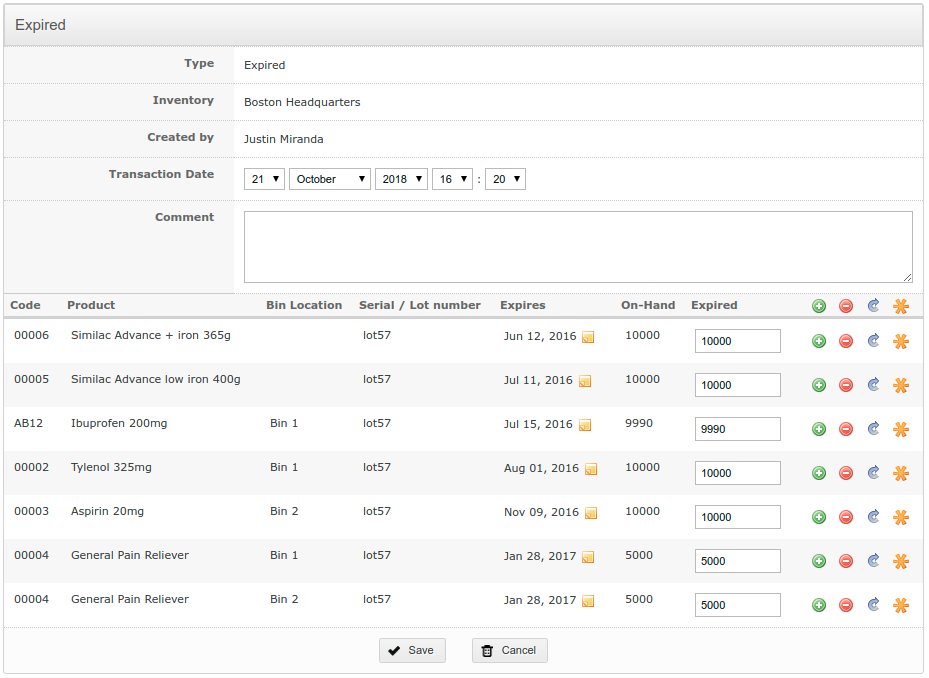 Expired
Type Expired
Inventory Boston Headquarters
Created by Justin Miranda
Transaction Date 21 October 2018 16 : 20
Comment
Code Product Bin Location Serial / Lot number Expires On-Hand Expired
00006 Similac Advance + iron 365g lot57 Jun 12, 2016 10000 10000
00005 Similac Advance low iron 400g lot57 Jul 11, 2016 10000 10000
AB12 Ibuprofen 200mg Bin 1 lot57 Jul 15, 2016 9990 9990
00002 Tylenol 325mg Bin 1 lot57 Aug 01, 2016 10000 10000
00003 Aspirin 20mg Bin 2 lot57 Nov 09, 2016 10000 10000
00004 General Pain Reliever Bin 1 lot57 Jan 28, 2017 5000 5000
00004 General Pain Reliever Bin 2 lot57 Jan 28, 2017 5000 5000
Save Cancel